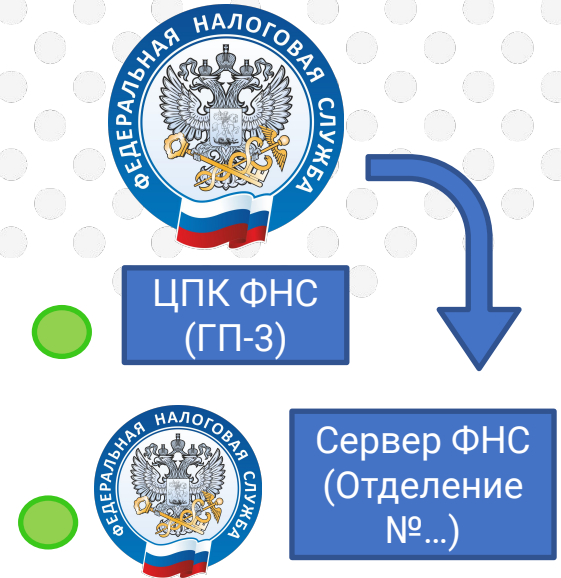 ФЕДЕРАЛЬНАЯ НАЛОГОВАЯ СЛУЖБА
ЦПК ФНС
(ГП-3)
ФЕДЕРАЛЬНАЯ НАЛОГОВАЯ СЛУЖБА
Сервер ФНС
(Отделение
№...)